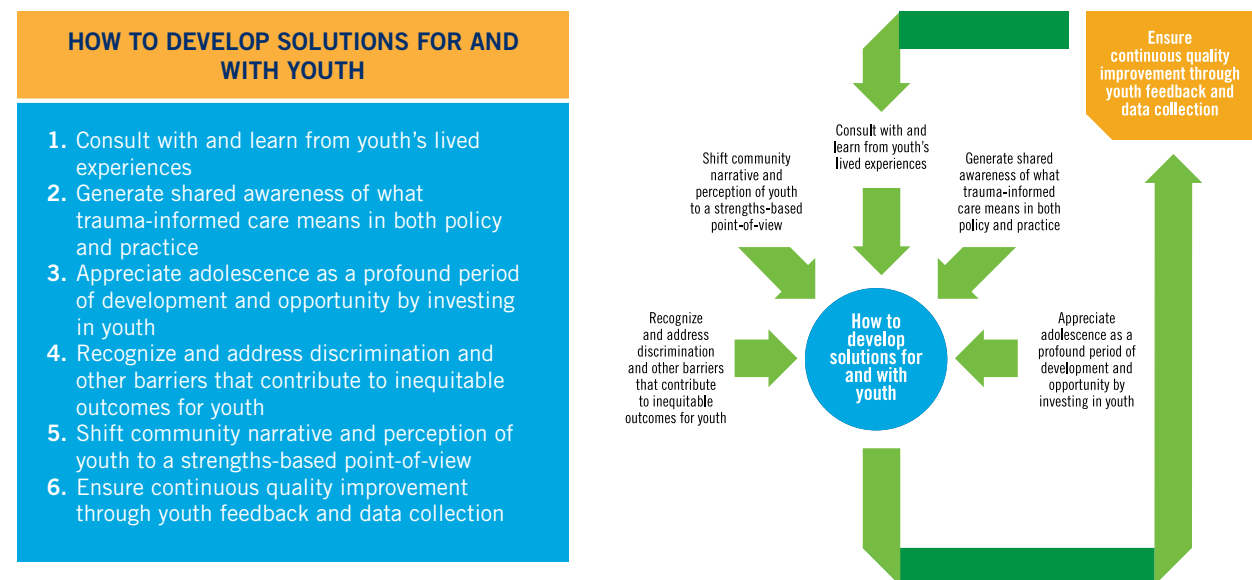 HOW TO DEVELOP SOLUTIONS FOR AND
WITH YOUTH
1. Consult with and learn from youth’s lived
experiences
2. Generate shared awareness of what
trauma-informed care means in both policy
and practice
3. Appreciate adolescence as a profound period
of development and opportunity by investing
in youth
4. Recognize and address discrimination and
other barriers that contribute to inequitable
outcomes for youth
5. Shift community narrative and perception of
youth to a strengths-based point-of-view
6. Ensure continuous quality improvement
through youth feedback and data collection
Ensure
continuous quality
improvement through
youth feedback and
data collection
Consult with and
learn from youth’s
lived experiences
Shift community
narrative and
perception of youth
to a strengths-based
point-of-view
Generate shared
awareness of what
trauma-informed
care means in both
policy and practice
Recognize
and address
discrimination
and other barriers
that contribute
to inequitable
outcomes for youth
How to
develop
solutions for
and with
youth
Appreciate
adolescence as a
profound period of
development and
opportunity by
investing in youth